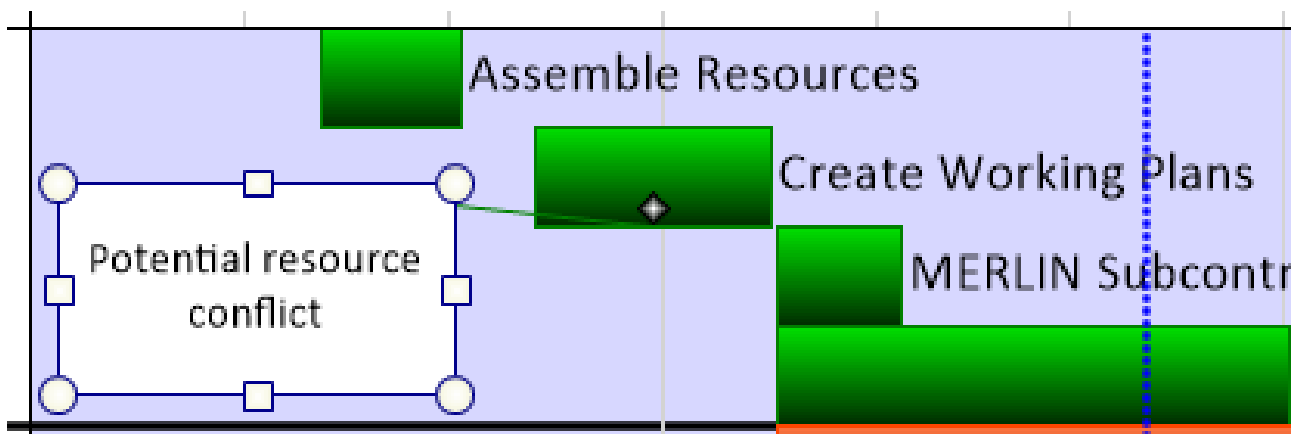 Assemble Resources
Create Working Plans
Potential resource
conflict
MERLIN Subcontr